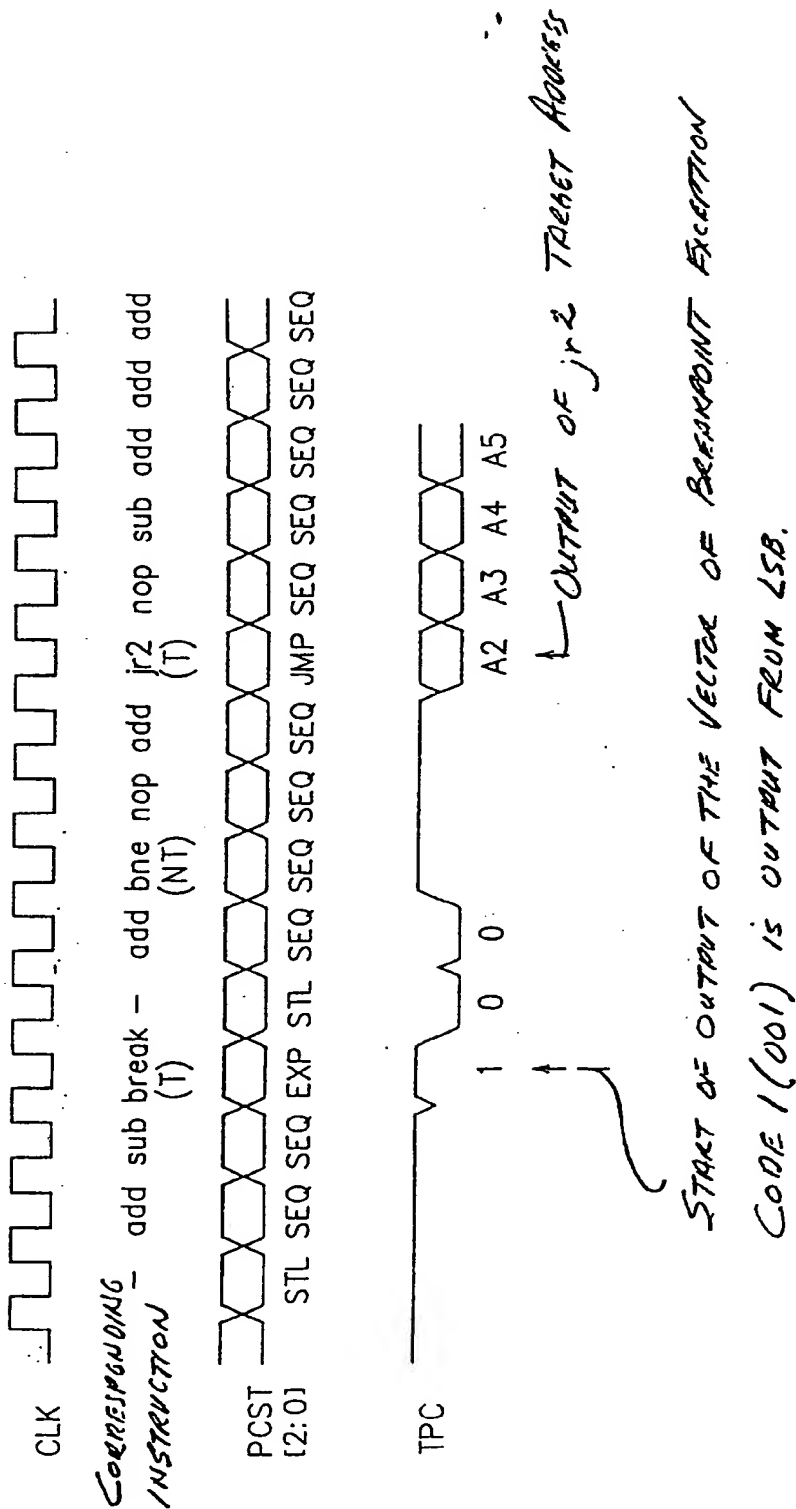 CLK
CORRESPONDING INSTRUCTION
– add sub break – add bne nop add jr2 nop sub add add add
(T) (NT) (T)
PCST [2:0]
STL SEQ SEQ EXP STL SEQ SEQ SEQ SEQ JMP SEQ SEQ SEQ SEQ SEQ
TPC
1 0 0 A2 A3 A4 A5
OUTPUT OF jr2 TARGET ADDRESS
START OF OUTPUT OF THE VECTOR OF BREAKPOINT EXCEPTION
CODE 1(001) is OUTPUT FROM LSB.